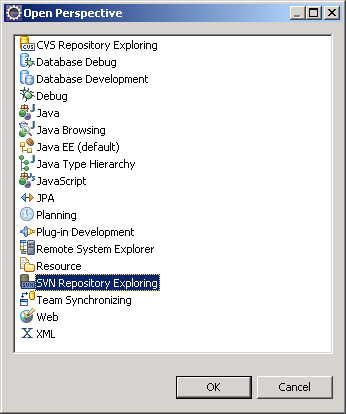 Open Perspective
CVS Repository Exploring
Database Debug
Database Development
Debug
Java
Java Browsing
Java EE (default)
Java Type Hierarchy
JavaScript
JPA
Planning
Plug-in Development
Remote System Explorer
Resource
SVN Repository Exploring
Team Synchronizing
Web
XML
OK
Cancel